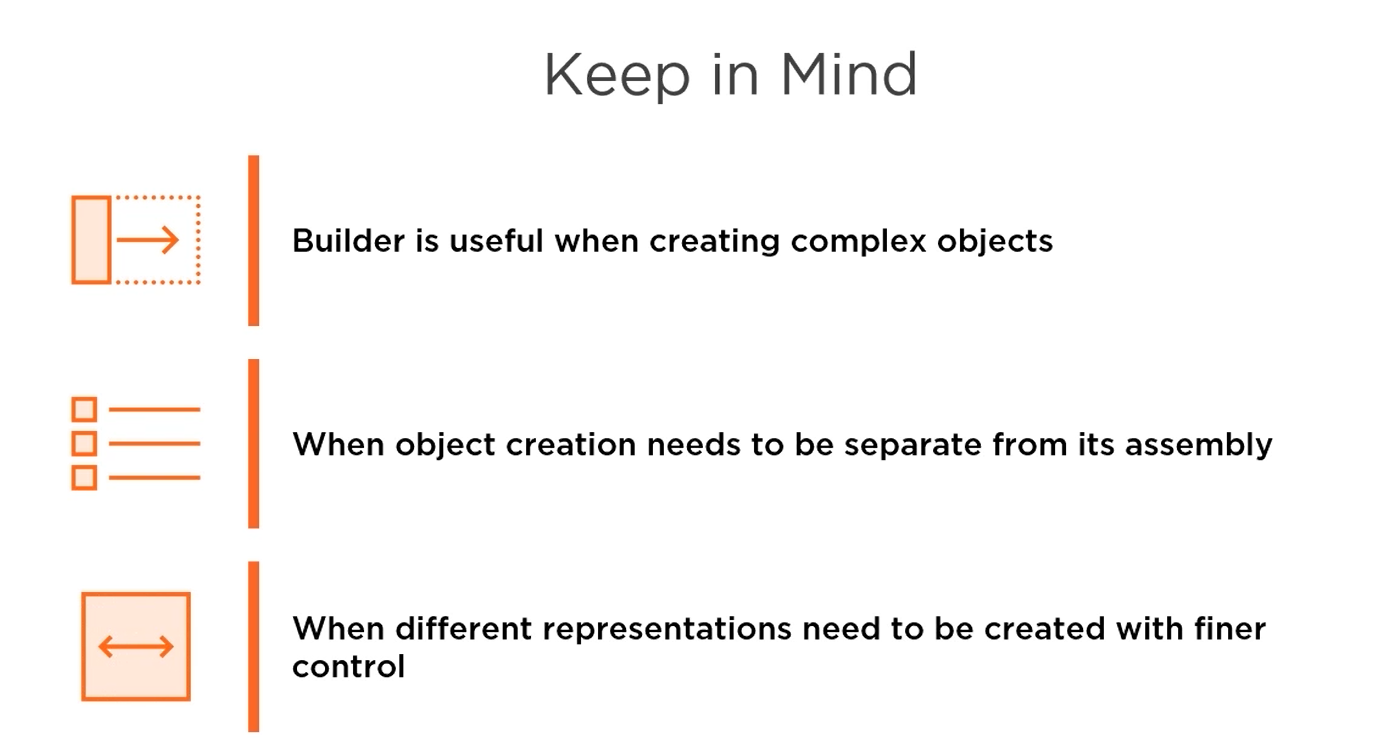 Keep in Mind
Builder is useful when creating complex objects
When object creation needs to be separate from its assembly
When different representations need to be created with finer
control